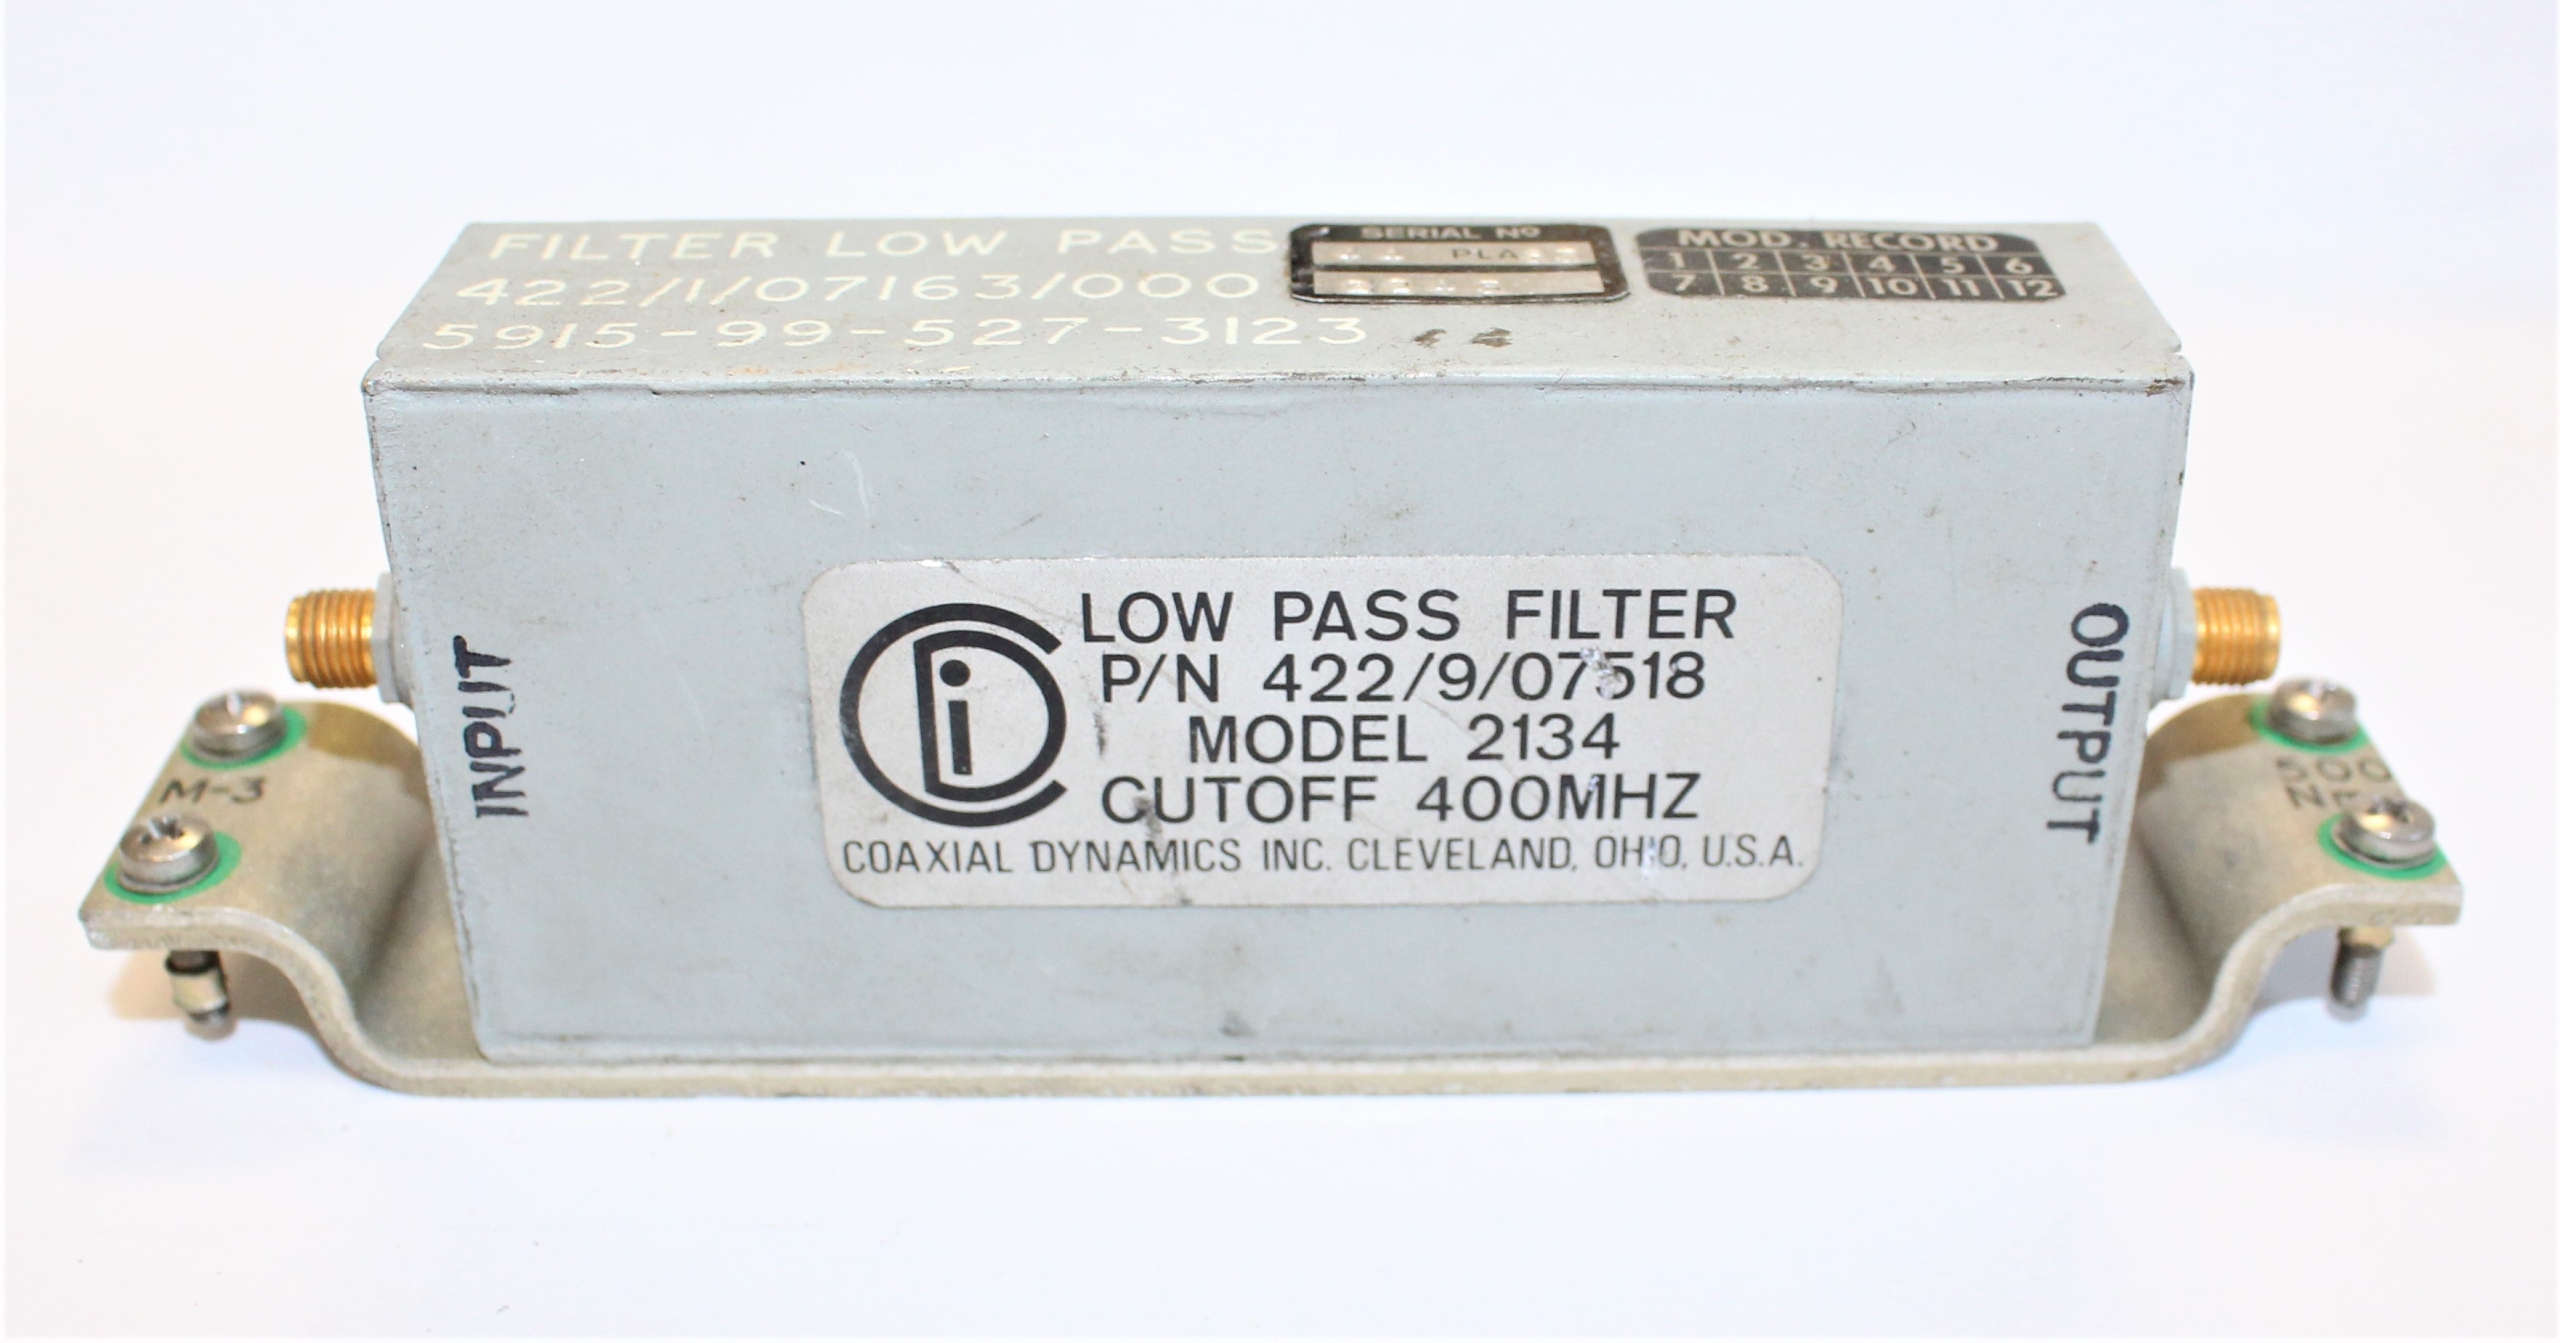 FILTER LOW PASS
422/1/07163/000
5915-99-527-3123
SERIAL Nº
PLA
MOD. RECORD
1 2 3 4 5 6
7 8 9 10 11 12
INPUT
LOW PASS FILTER
P/N 422/9/07518
MODEL 2134
CUTOFF 400MHZ
COAXIAL DYNAMICS INC. CLEVELAND, OHIO, U.S.A.
OUTPUT
M-3
500